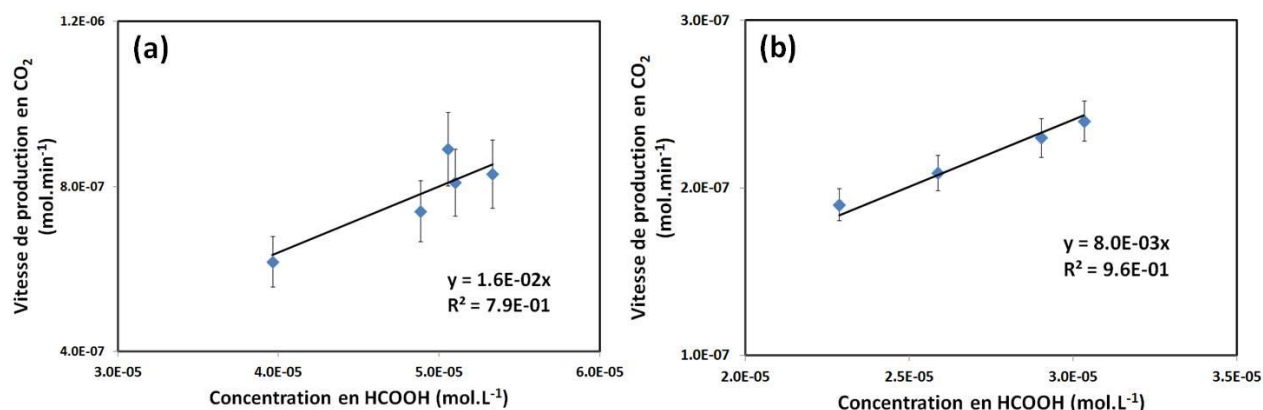 (a)
Vitesse de production en CO₂
(mol.min⁻¹)
1.2E-06
8.0E-07
4.0E-07
y = 1.6E-02x
R² = 7.9E-01
3.0E-05 4.0E-05 5.0E-05 6.0E-05
Concentration en HCOOH (mol.L⁻¹)
(b)
Vitesse de production en CO₂
(mol.min⁻¹)
3.0E-07
2.0E-07
1.0E-07
y = 8.0E-03x
R² = 9.6E-01
2.0E-05 2.5E-05 3.0E-05 3.5E-05
Concentration en HCOOH (mol.L⁻¹)